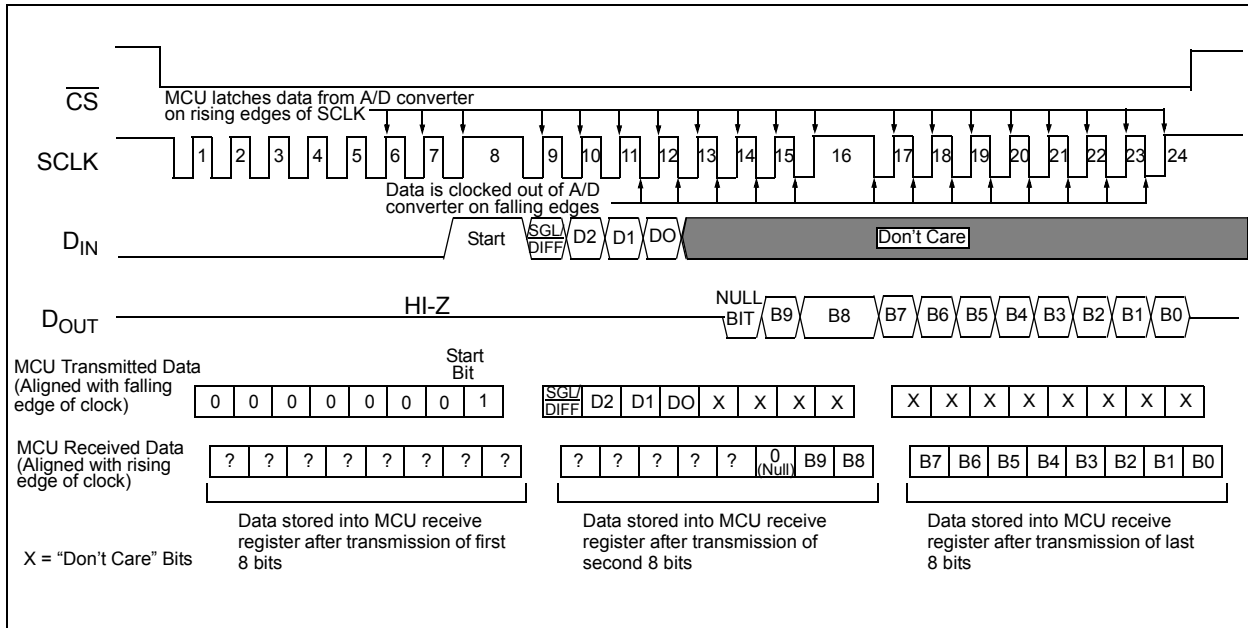 CS
MCU latches data from A/D converter
on rising edges of SCLK
SCLK
1 2 3 4 5 6 7 8 9 10 11 12 13 14 15 16 17 18 19 20 21 22 23 24
Data is clocked out of A/D
converter on falling edges
DIN
Start
SGL/
DIFF
D2 D1 DO
Don't Care
HI-Z
DOUT
NULL
BIT
B9 B8 B7 B6 B5 B4 B3 B2 B1 B0
MCU Transmitted Data
(Aligned with falling
edge of clock)
Start
Bit
0 0 0 0 0 0 0 1
SGL/
DIFF
D2 D1 DO X X X X
X X X X X X X X
MCU Received Data
(Aligned with rising
edge of clock)
? ? ? ? ? ? ? ?
? ? ? ? ? 0 B9 B8
(Null)
B7 B6 B5 B4 B3 B2 B1 B0
Data stored into MCU receive
register after transmission of first
8 bits
Data stored into MCU receive
register after transmission of
second 8 bits
Data stored into MCU receive
register after transmission of last
8 bits
X = “Don’t Care” Bits